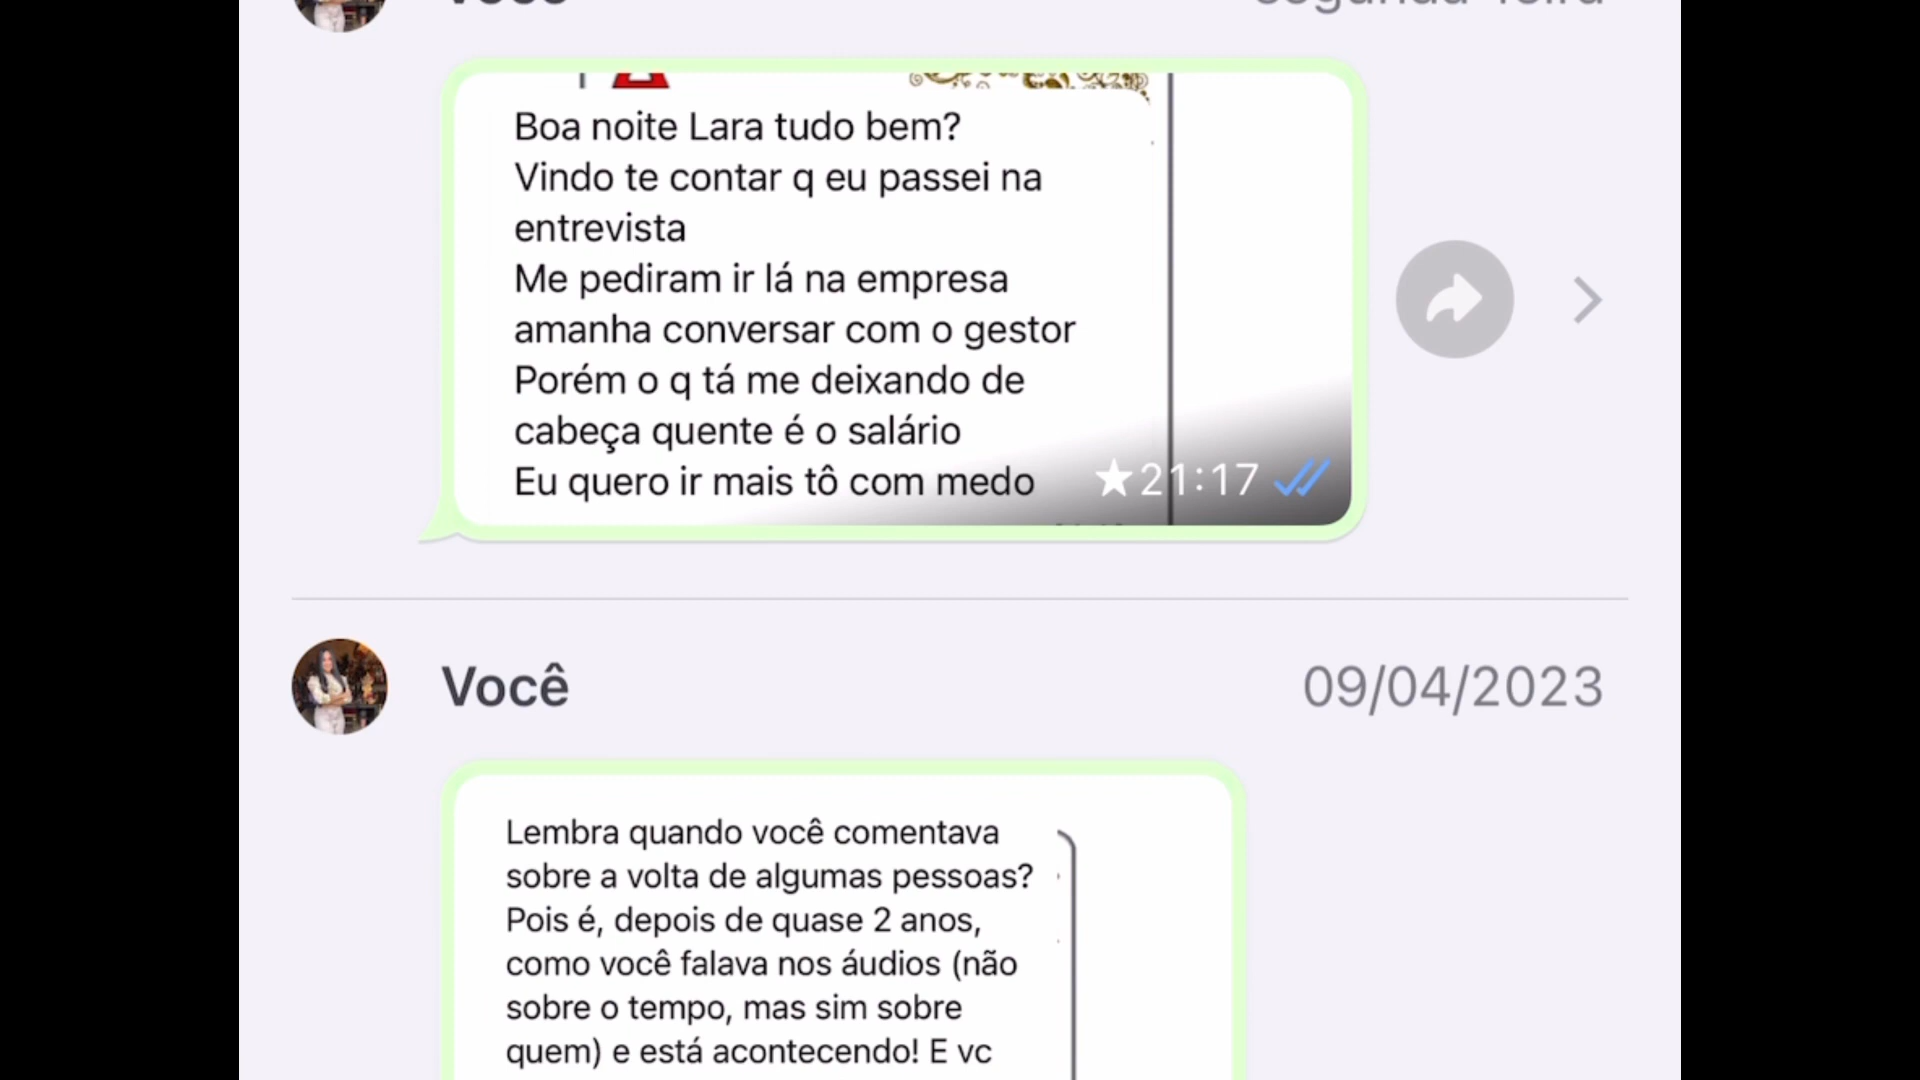 Você
segunda-feira
Boa noite Lara tudo bem?
Vindo te contar q eu passei na
entrevista
Me pediram ir lá na empresa
amanha conversar com o gestor
Porém o q tá me deixando de
cabeça quente é o salário
Eu quero ir mais tô com medo
21:17
Você
09/04/2023
Lembra quando você comentava
sobre a volta de algumas pessoas?
Pois é, depois de quase 2 anos,
como você falava nos áudios (não
sobre o tempo, mas sim sobre
quem) e está acontecendo! E vc